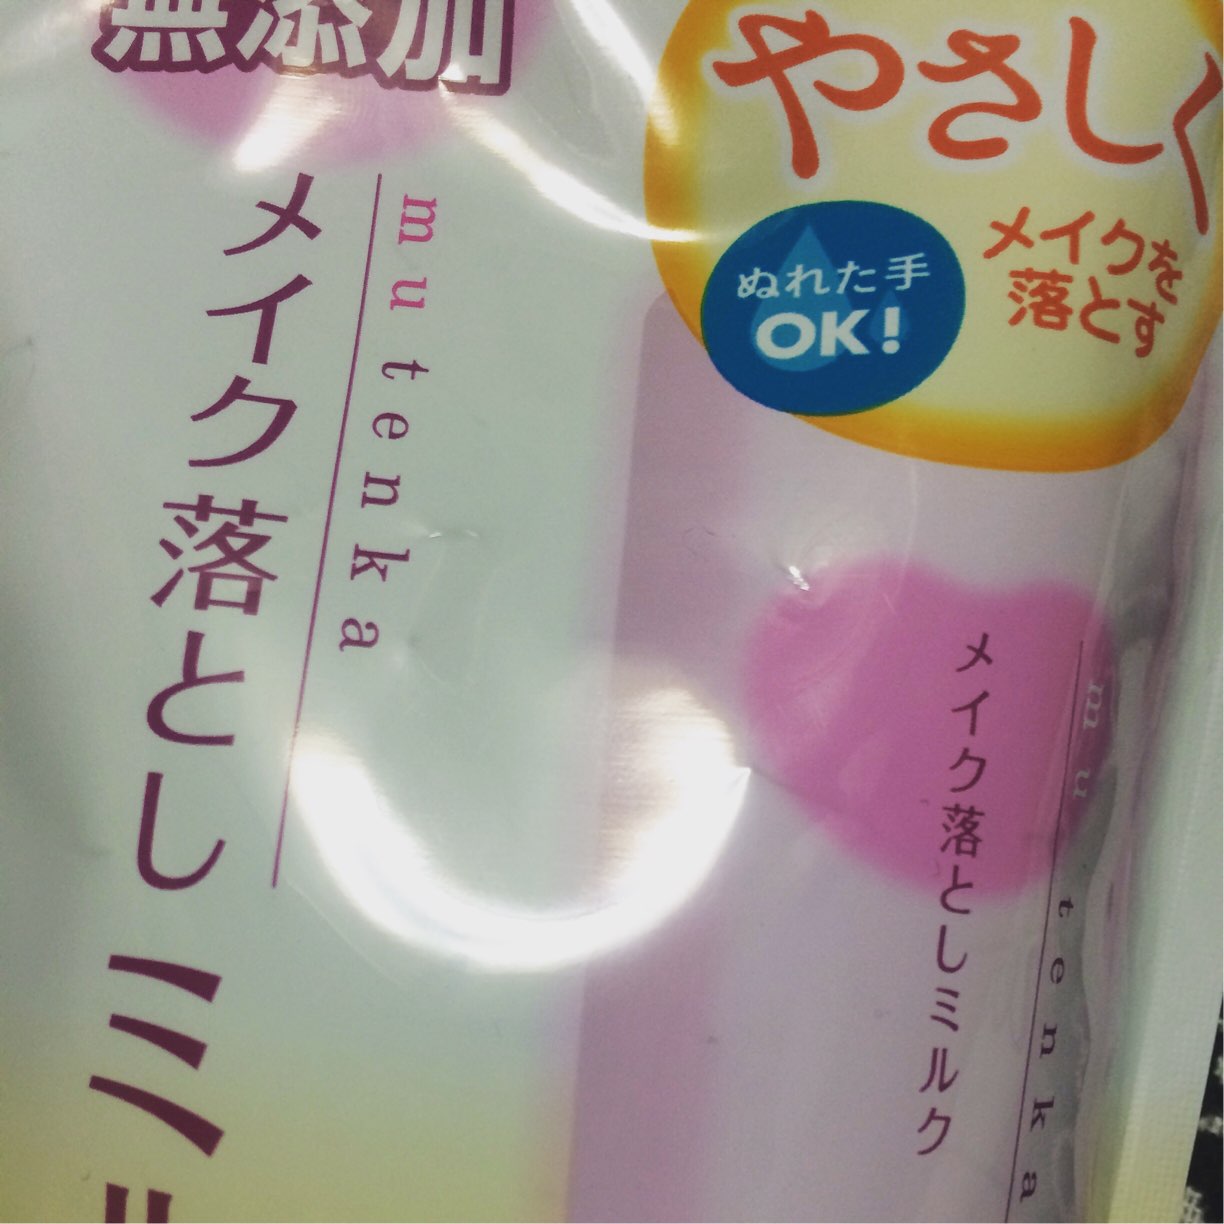 無添加
mutenka
メイク落としミ
やさしく
メイクを
落とす
ぬれた手
OK!
mutenka
メイク落としミルク